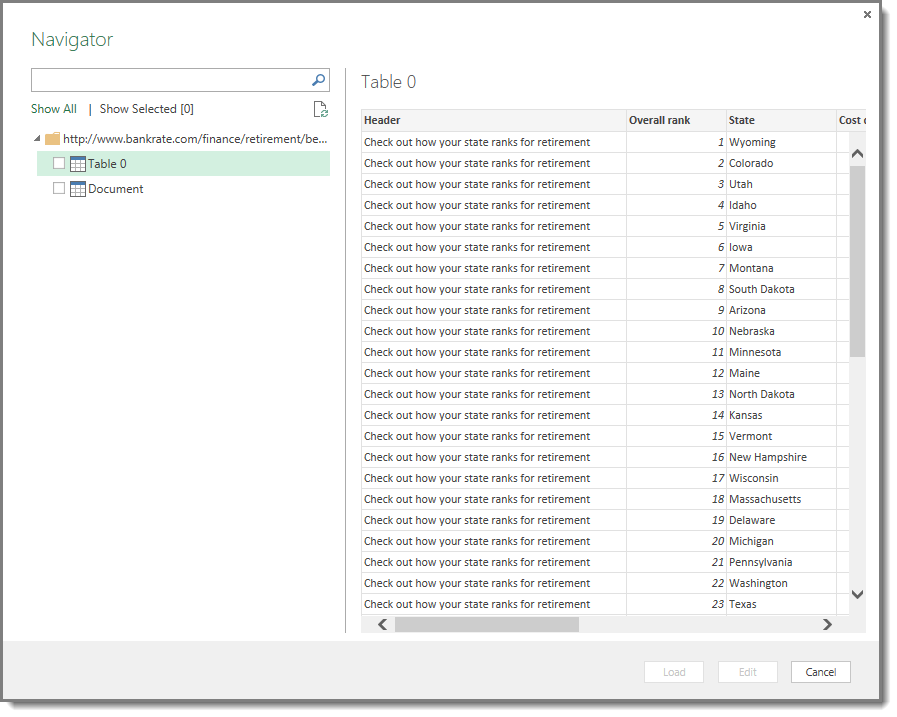 Navigator
Show All | Show Selected [0]
http://www.bankrate.com/finance/retirement/be...
Table 0
Document
Table 0
Header Overall rank State Cost
Check out how your state ranks for retirement 1 Wyoming
Check out how your state ranks for retirement 2 Colorado
Check out how your state ranks for retirement 3 Utah
Check out how your state ranks for retirement 4 Idaho
Check out how your state ranks for retirement 5 Virginia
Check out how your state ranks for retirement 6 Iowa
Check out how your state ranks for retirement 7 Montana
Check out how your state ranks for retirement 8 South Dakota
Check out how your state ranks for retirement 9 Arizona
Check out how your state ranks for retirement 10 Nebraska
Check out how your state ranks for retirement 11 Minnesota
Check out how your state ranks for retirement 12 Maine
Check out how your state ranks for retirement 13 North Dakota
Check out how your state ranks for retirement 14 Kansas
Check out how your state ranks for retirement 15 Vermont
Check out how your state ranks for retirement 16 New Hampshire
Check out how your state ranks for retirement 17 Wisconsin
Check out how your state ranks for retirement 18 Massachusetts
Check out how your state ranks for retirement 19 Delaware
Check out how your state ranks for retirement 20 Michigan
Check out how your state ranks for retirement 21 Pennsylvania
Check out how your state ranks for retirement 22 Washington
Check out how your state ranks for retirement 23 Texas
Load Edit Cancel